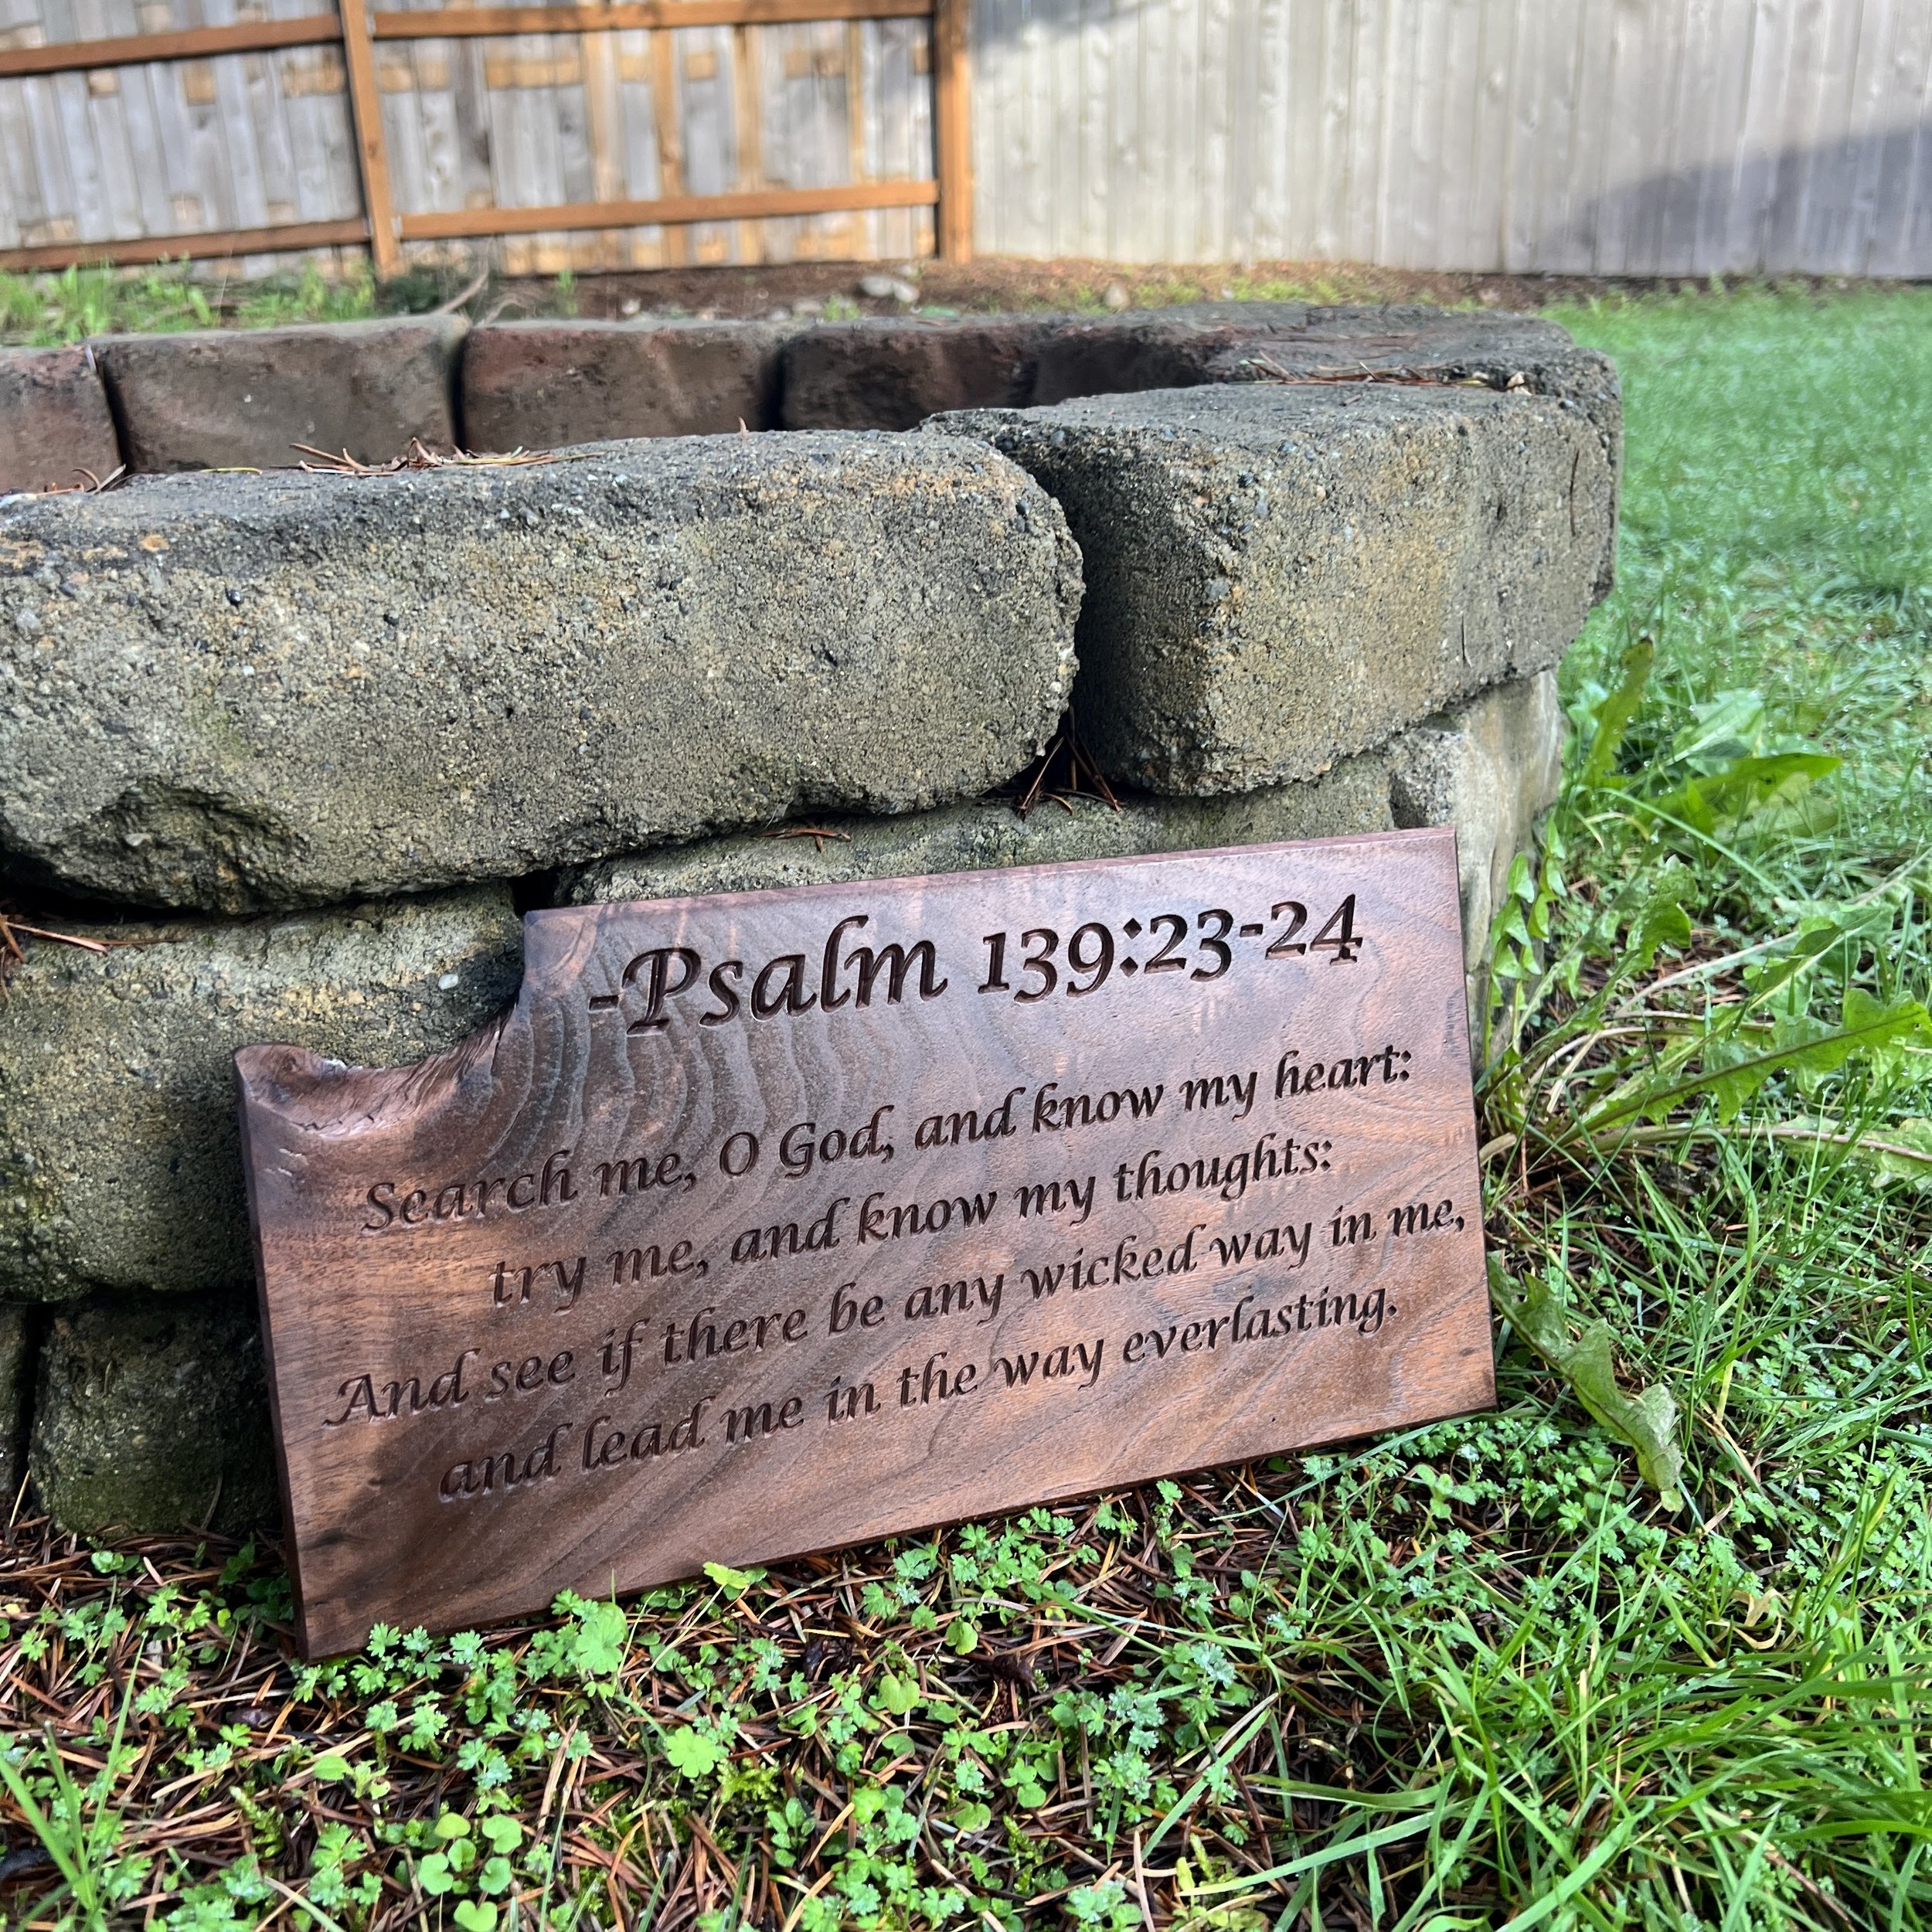 -Psalm 139:23-24
Search me, O God, and know my heart:
try me, and know my thoughts:
And see if there be any wicked way in me,
and lead me in the way everlasting.